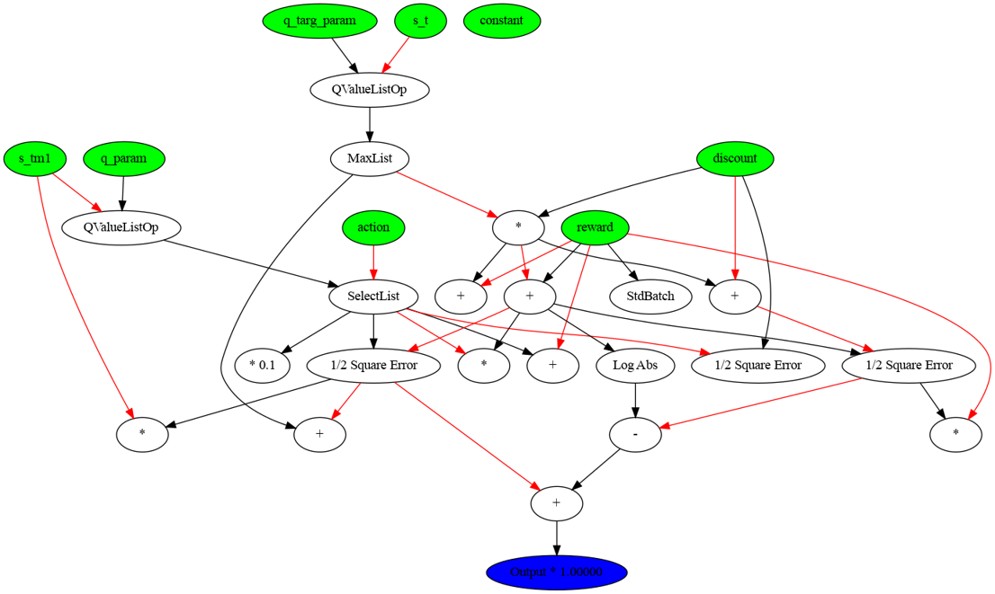 q_targ_param
s_t
constant
QValueListOp
s_tm1
q_param
MaxList
discount
QValueListOp
action
*
reward
SelectList
+
+
StdBatch
+
* 0.1
1/2 Square Error
*
+
Log Abs
1/2 Square Error
1/2 Square Error
*
+
-
*
+
Output * 1.00000